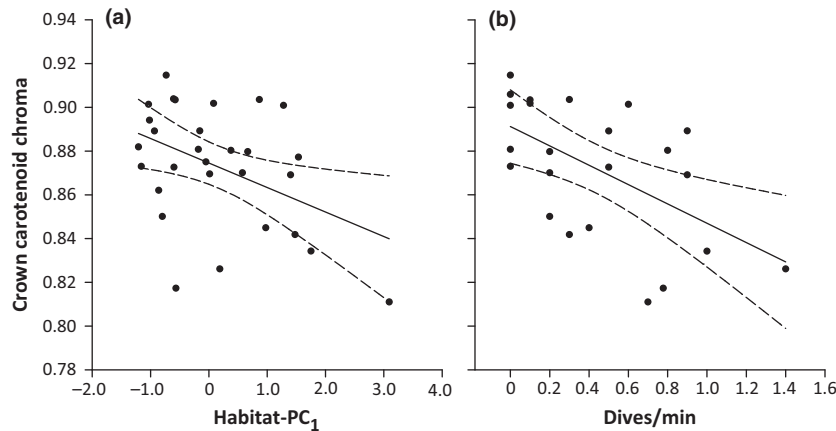 (a)
(b)
Crown carotenoid chroma
0.94
0.92
0.90
0.88
0.86
0.84
0.82
0.80
0.78
–2.0 –1.0 0 1.0 2.0 3.0 4.0
0 0.2 0.4 0.6 0.8 1.0 1.2 1.4 1.6
Habitat-PC₁
Dives/min